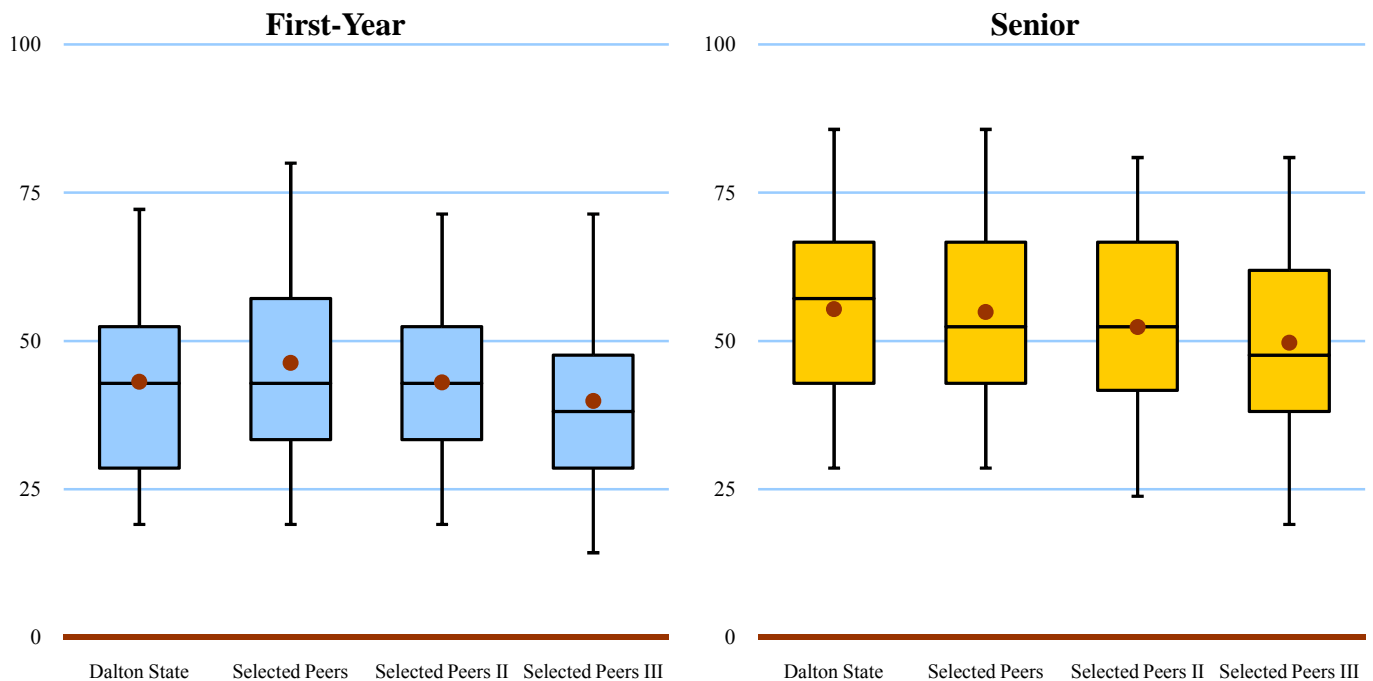 First-Year
100
75
50
25
0
Dalton State
Selected Peers
Selected Peers II
Selected Peers III
Senior
100
75
50
25
0
Dalton State
Selected Peers
Selected Peers II
Selected Peers III